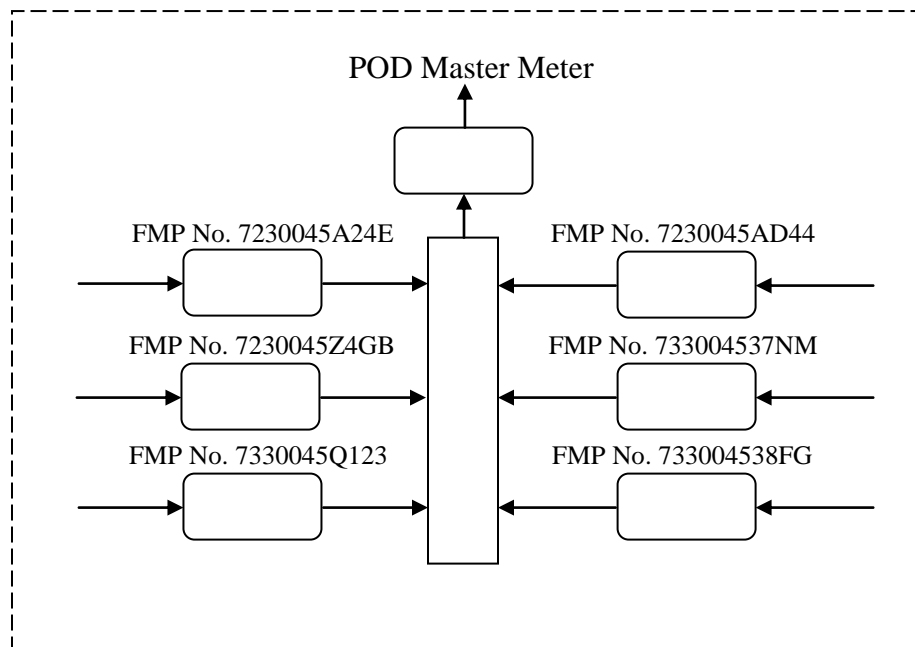 POD Master Meter
FMP No. 7230045A24E
FMP No. 7230045AD44
FMP No. 7230045Z4GB
FMP No. 733004537NM
FMP No. 7330045Q123
FMP No. 733004538FG